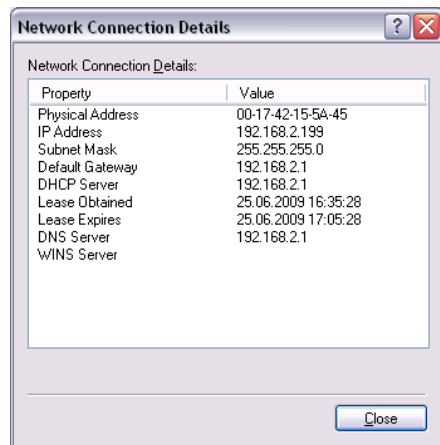 Network Connection Details
Network Connection Details:
Property Value
Physical Address 00-17-42-15-5A-45
IP Address 192.168.2.199
Subnet Mask 255.255.255.0
Default Gateway 192.168.2.1
DHCP Server 192.168.2.1
Lease Obtained 25.06.2009 16:35:28
Lease Expires 25.06.2009 17:05:28
DNS Server 192.168.2.1
WINS Server
Close